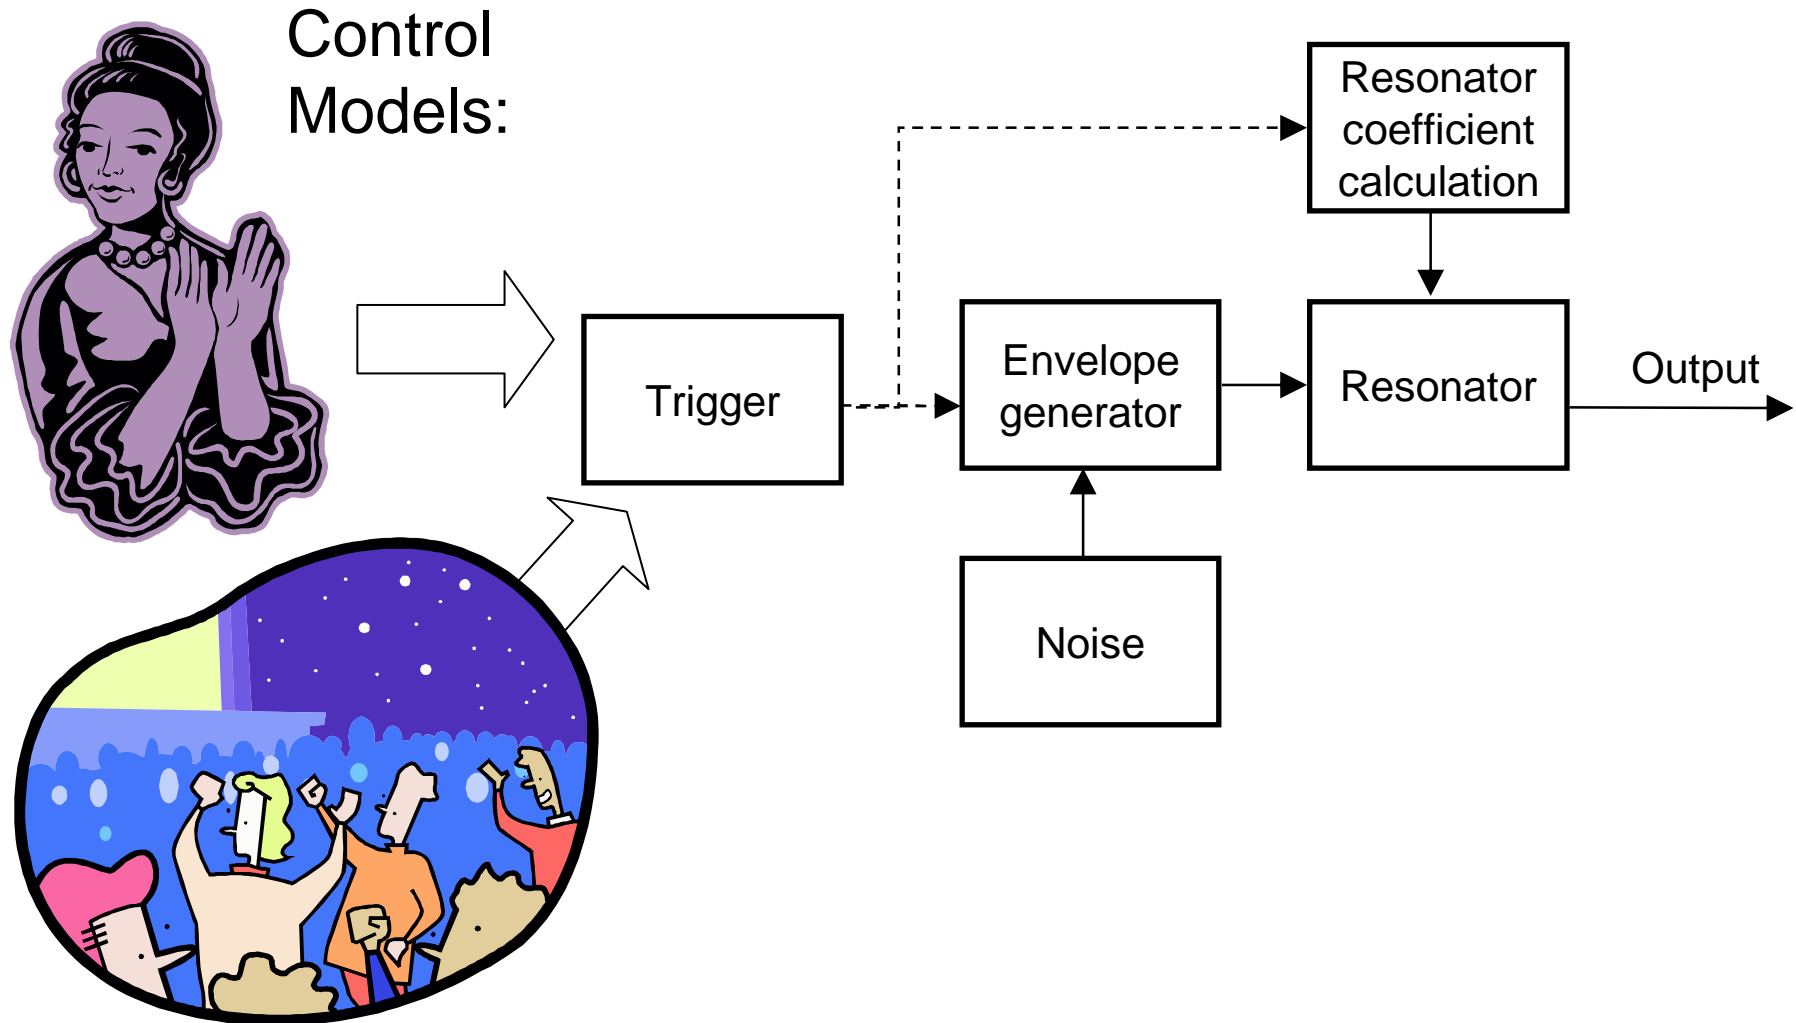 Control
Models:
Resonator
coefficient
calculation
Trigger
Envelope
generator
Resonator
Output
Noise